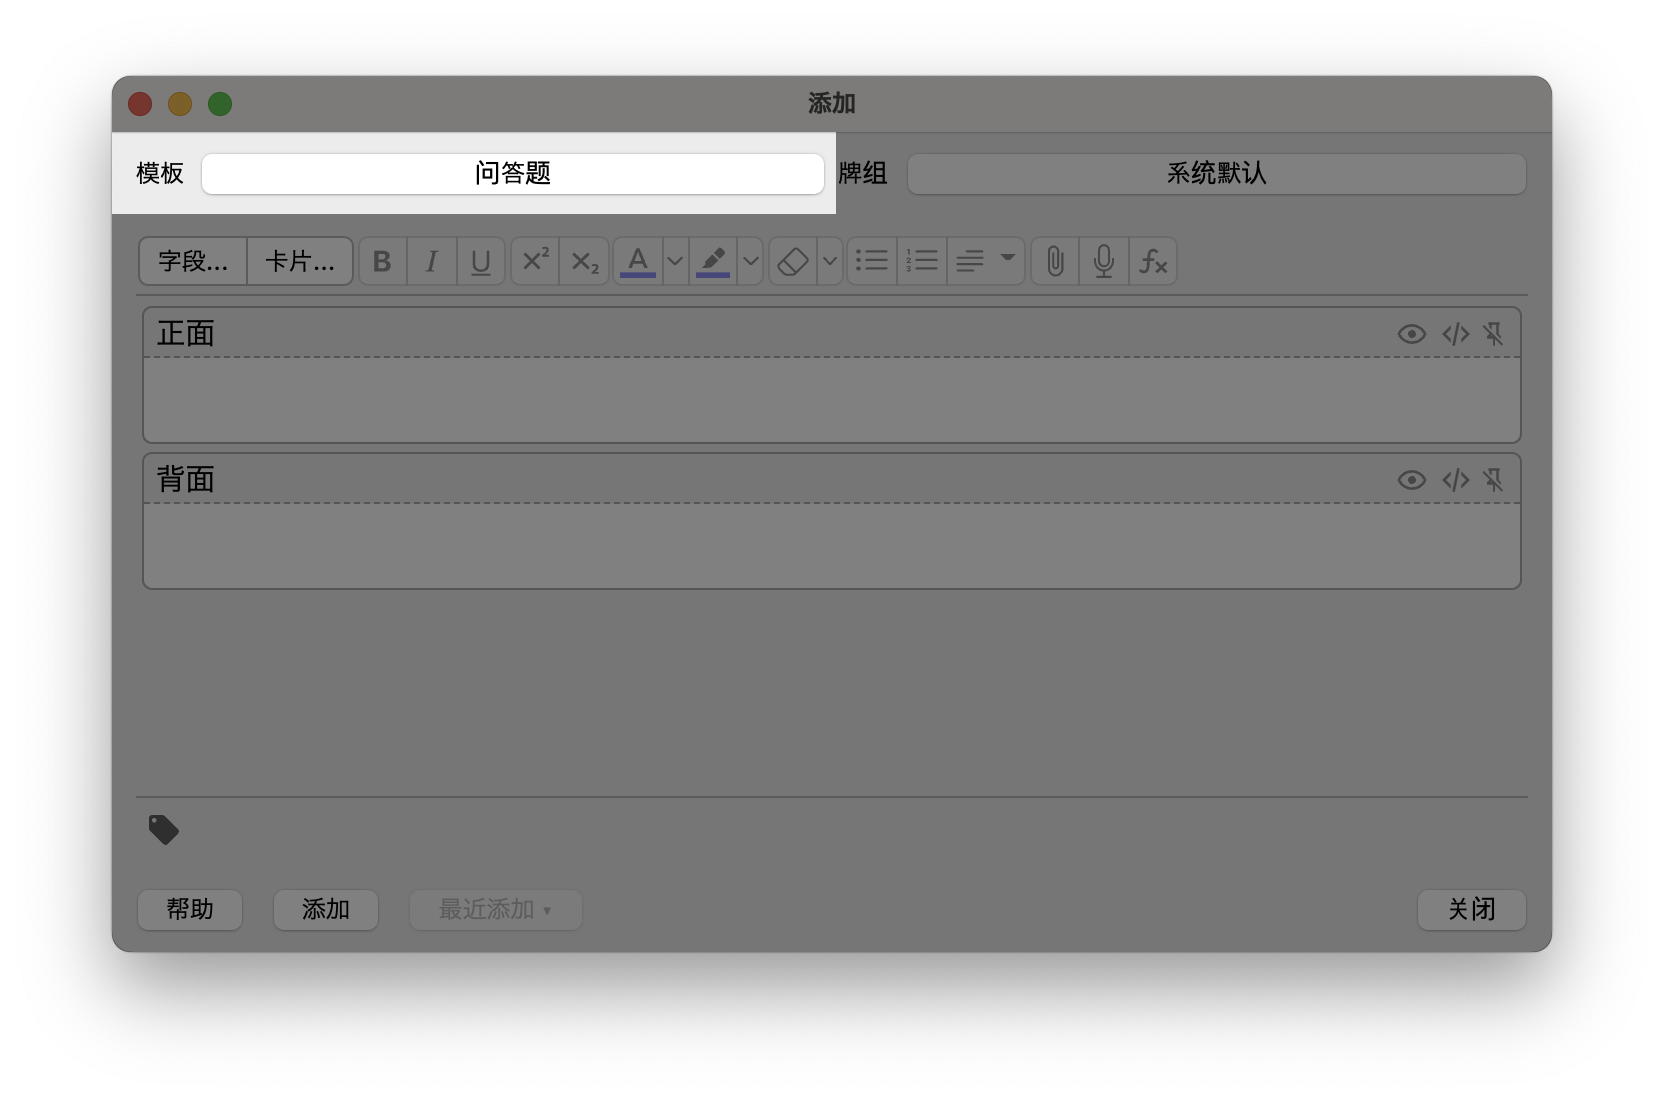 添加
模板 问答题 牌组 系统默认
字段... 卡片... B I U ×² ×₂ A fx
正面
背面
帮助 添加 最近添加 ▾ 关闭